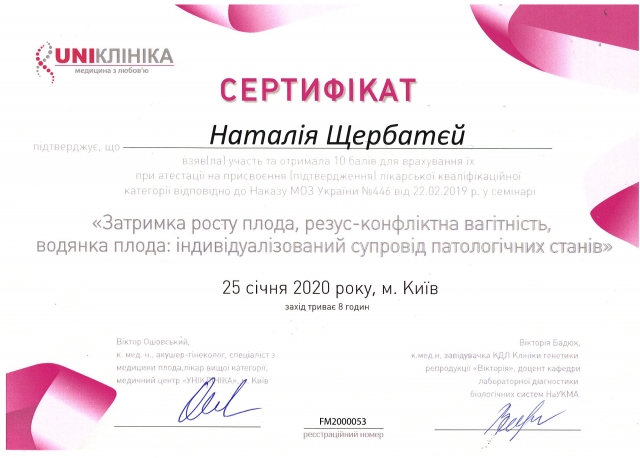 UNIКЛІНІКА
медицина з любов'ю
СЕРТИФІКАТ
Наталія Щербатєй
підтверджує, що
взяв(ла) участь та отримала 10 балів для врахування їх
при атестації на присвоєння (підтвердження) лікарської кваліфікаційної
категорії відповідно до Наказу МОЗ України №446 від 22.02.2019 р. у семінарі
«Затримка росту плода, резус-конфліктна вагітність,
водянка плода: індивідуалізований супровід патологічних станів»
25 січня 2020 року, м. Київ
захід триває 8 годин
Віктор Ошовський,
к. мед. н., акушер-гінеколог, спеціаліст з
медицини плода,лікар вищої категорії,
медичний центр «УНІКЛІНІКА», м. Київ
Вікторія Бадюк,
к.мед.н, завідувачка КДЛ Клініки генетики
репродукції «Вікторія», доцент кафедри
лабораторної діагностики
біологічних систем НаУКМА
FM2000053
реєстраційний номер